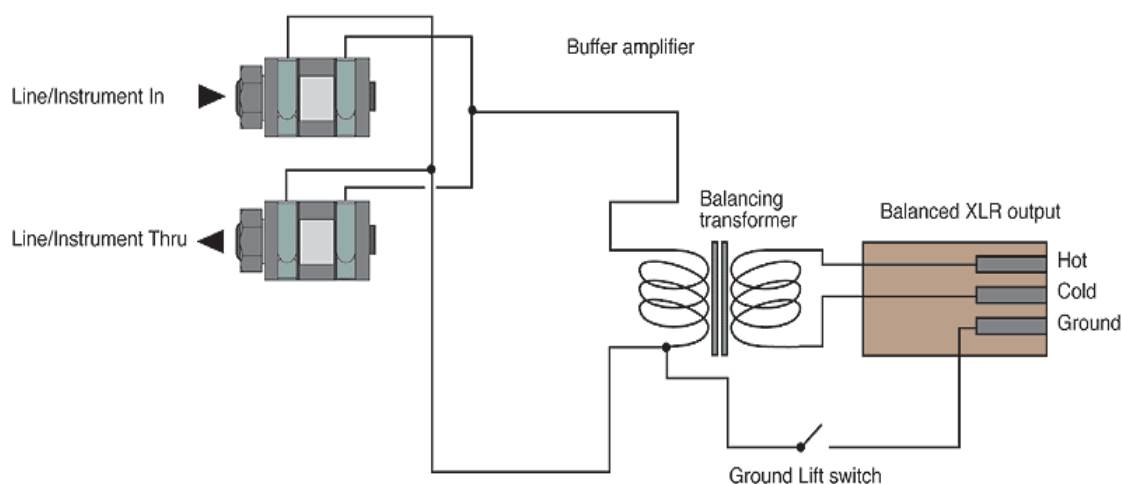 Buffer amplifier
Line/Instrument In
Line/Instrument Thru
Balancing
transformer
Balanced XLR output
Hot
Cold
Ground
Ground Lift switch